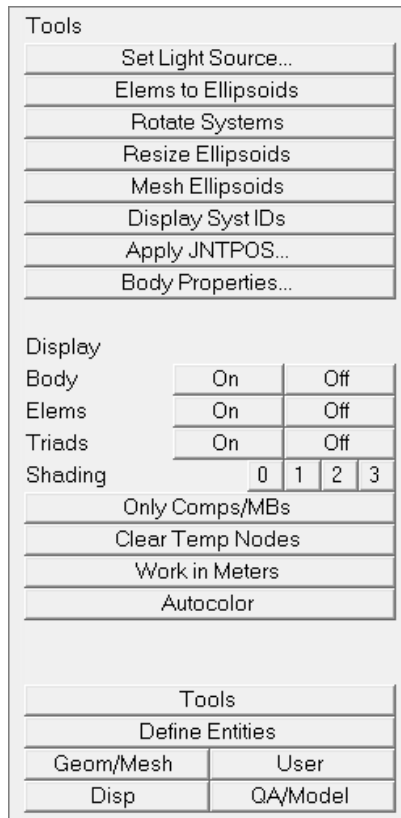 Tools
Set Light Source...
Elems to Ellipsoids
Rotate Systems
Resize Ellipsoids
Mesh Ellipsoids
Display Syst IDs
Apply JNTPOS...
Body Properties...
Display
Body On Off
Elems On Off
Triads On Off
Shading 0 1 2 3
Only Comps/MBs
Clear Temp Nodes
Work in Meters
Autocolor
Tools
Define Entities
Geom/Mesh User
Disp QA/Model